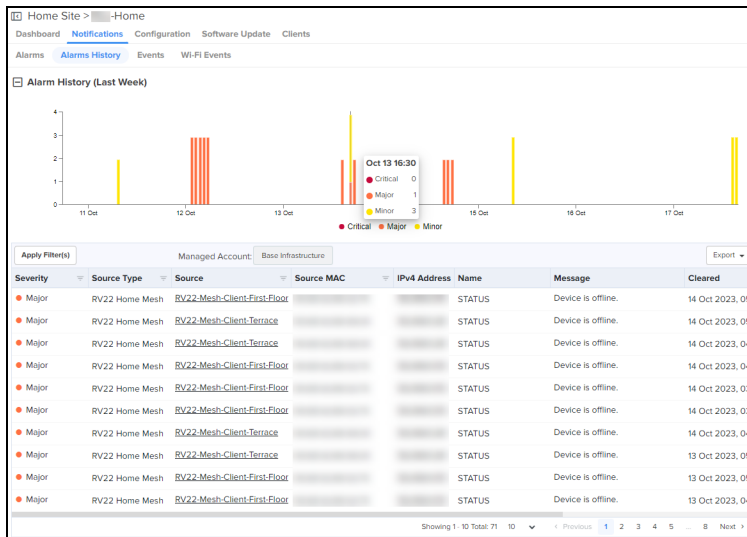 Home Site > -Home
Dashboard Notifications Configuration Software Update Clients
Alarms Alarms History Events Wi-Fi Events
Alarm History (Last Week)
4
3
2
1
0
Oct 13 16:30
Critical 0
Major 1
Minor 3
11 Oct 12 Oct 13 Oct 15 Oct 16 Oct 17 Oct
Critical Major Minor
Apply Filter(s) Managed Account: Base Infrastructure Export
Severity Source Type Source Source MAC IPv4 Address Name Message Cleared
Major RV22 Home Mesh RV22-Mesh-Client-First-Floor STATUS Device is offline. 14 Oct 2023, 0
Major RV22 Home Mesh RV22-Mesh-Client-Terrace STATUS Device is offline. 14 Oct 2023, 0
Major RV22 Home Mesh RV22-Mesh-Client-Terrace STATUS Device is offline. 14 Oct 2023, 04
Major RV22 Home Mesh RV22-Mesh-Client-First-Floor STATUS Device is offline. 14 Oct 2023, 04
Major RV22 Home Mesh RV22-Mesh-Client-First-Floor STATUS Device is offline. 14 Oct 2023, 03
Major RV22 Home Mesh RV22-Mesh-Client-First-Floor STATUS Device is offline. 14 Oct 2023, 03
Major RV22 Home Mesh RV22-Mesh-Client-Terrace STATUS Device is offline. 14 Oct 2023, 04
Major RV22 Home Mesh RV22-Mesh-Client-Terrace STATUS Device is offline. 13 Oct 2023, 0
Major RV22 Home Mesh RV22-Mesh-Client-First-Floor STATUS Device is offline. 13 Oct 2023, 0
Major RV22 Home Mesh RV22-Mesh-Client-First-Floor STATUS Device is offline. 13 Oct 2023, 04
Showing 1 - 10 Total: 71 10 Previous 1 2 3 4 5 ... 8 Next